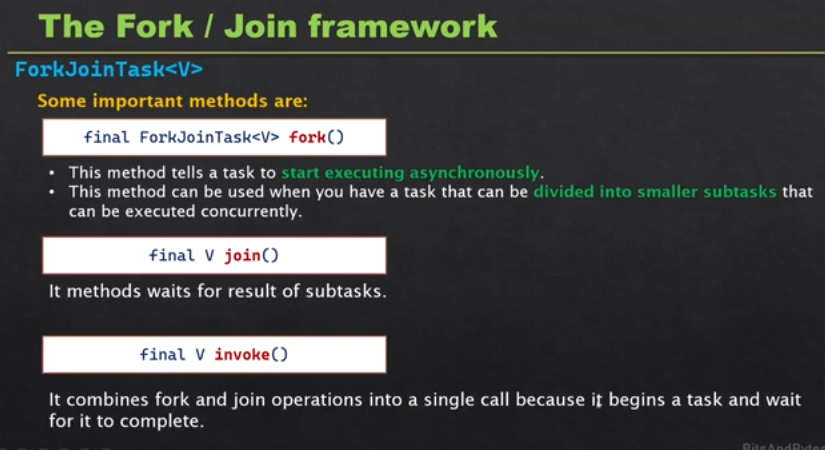 The Fork / Join framework
ForkJoinTask<V>
Some important methods are:
final ForkJoinTask<V> fork()
• This method tells a task to start executing asynchronously.
• This method can be used when you have a task that can be divided into smaller subtasks that
can be executed concurrently.
final V join()
It methods waits for result of subtasks.
final V invoke()
It combines fork and join operations into a single call because it begins a task and wait
for it to complete.